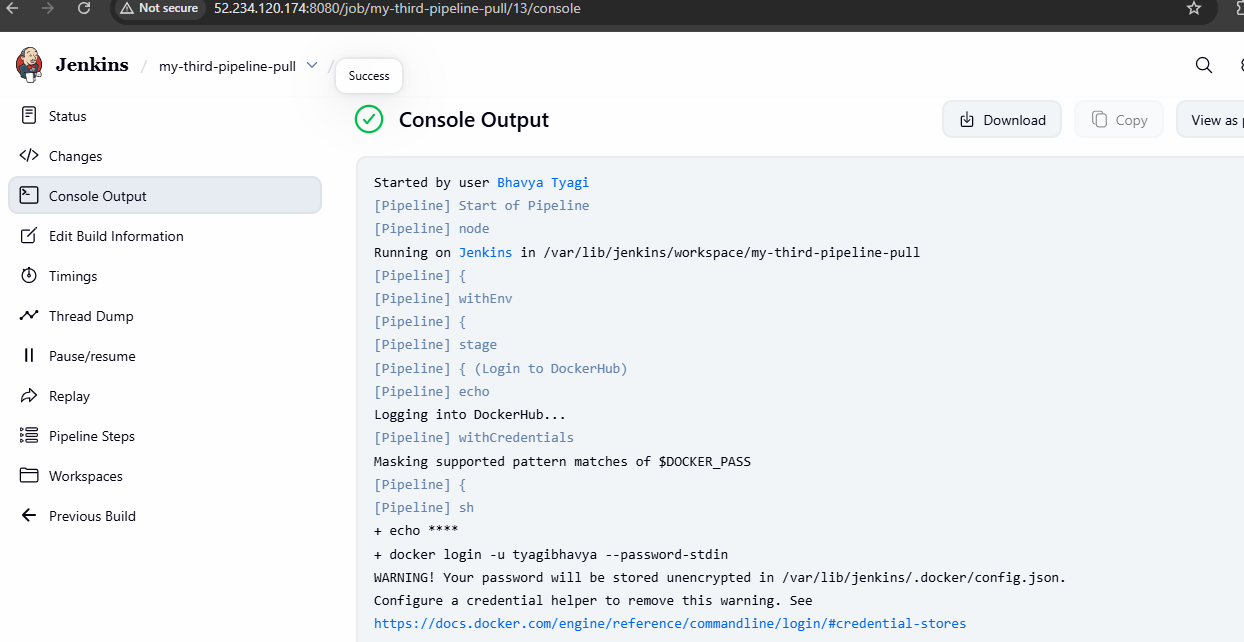 Not secure 52.234.120.174:8080/job/my-third-pipeline-pull/13/console
Jenkins / my-third-pipeline-pull /
Success
Status
Changes
Console Output
Edit Build Information
Timings
Thread Dump
Pause/resume
Replay
Pipeline Steps
Workspaces
Previous Build
Console Output
Download
Copy
View as
Started by user Bhavya Tyagi
[Pipeline] Start of Pipeline
[Pipeline] node
Running on Jenkins in /var/lib/jenkins/workspace/my-third-pipeline-pull
[Pipeline] {
[Pipeline] withEnv
[Pipeline] {
[Pipeline] stage
[Pipeline] { (Login to DockerHub)
[Pipeline] echo
Logging into DockerHub...
[Pipeline] withCredentials
Masking supported pattern matches of $DOCKER_PASS
[Pipeline] {
[Pipeline] sh
+ echo ****
+ docker login -u tyagibhavya --password-stdin
WARNING! Your password will be stored unencrypted in /var/lib/jenkins/.docker/config.json.
Configure a credential helper to remove this warning. See
https://docs.docker.com/engine/reference/commandline/login/#credential-stores